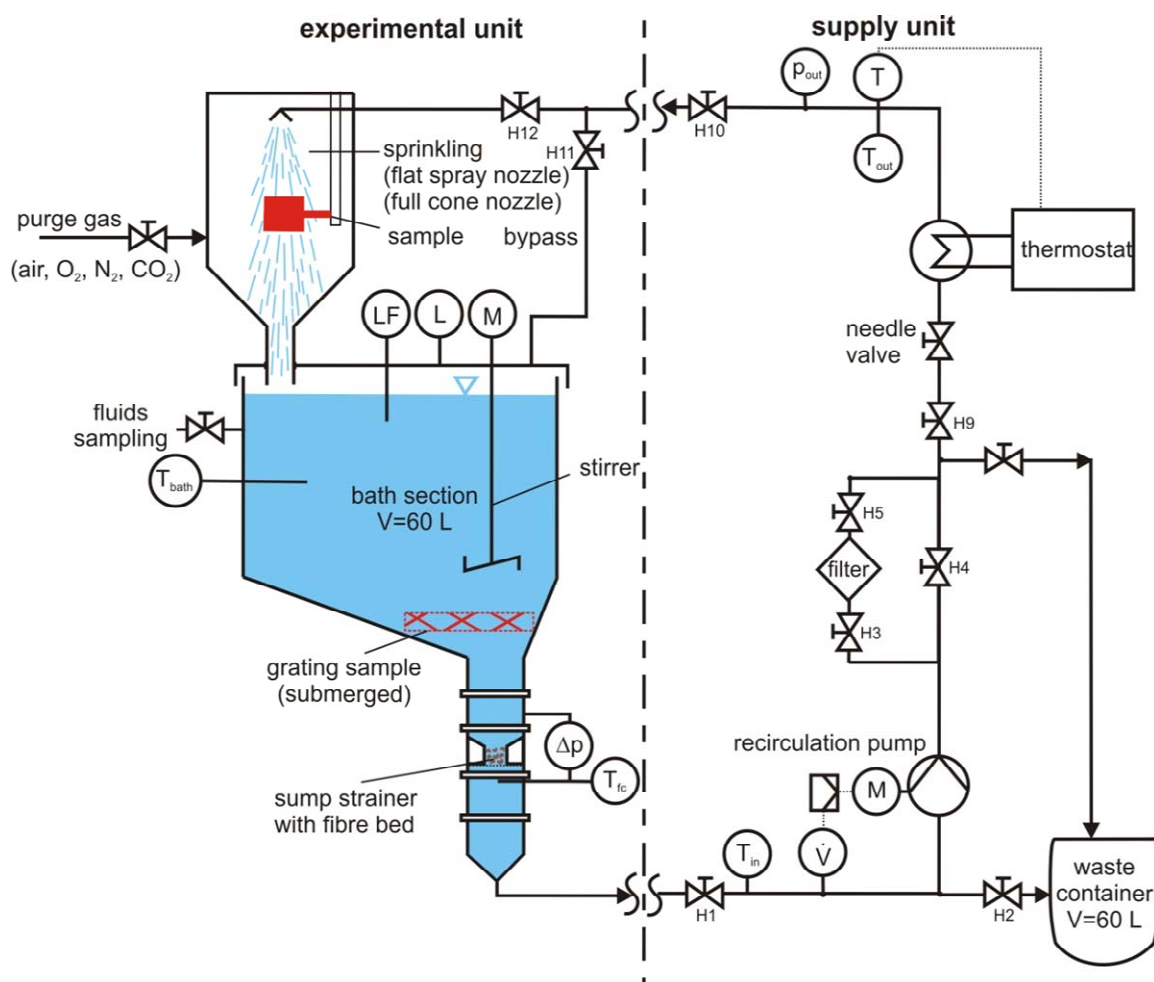 experimental unit
supply unit
p_out
T
T_out
H12
H11
H10
sprinkling
(flat spray nozzle)
(full cone nozzle)
sample
bypass
purge gas
(air, O₂, N₂, CO₂)
thermostat
LF
L
M
needle
valve
fluids
sampling
H9
T_bath
stirrer
bath section
V=60 L
H5
filter
H4
H3
grating sample
(submerged)
Δp
recirculation pump
T_fc
M
sump strainer
with fibre bed
T_in
V̇
waste
container
V=60 L
H1
H2